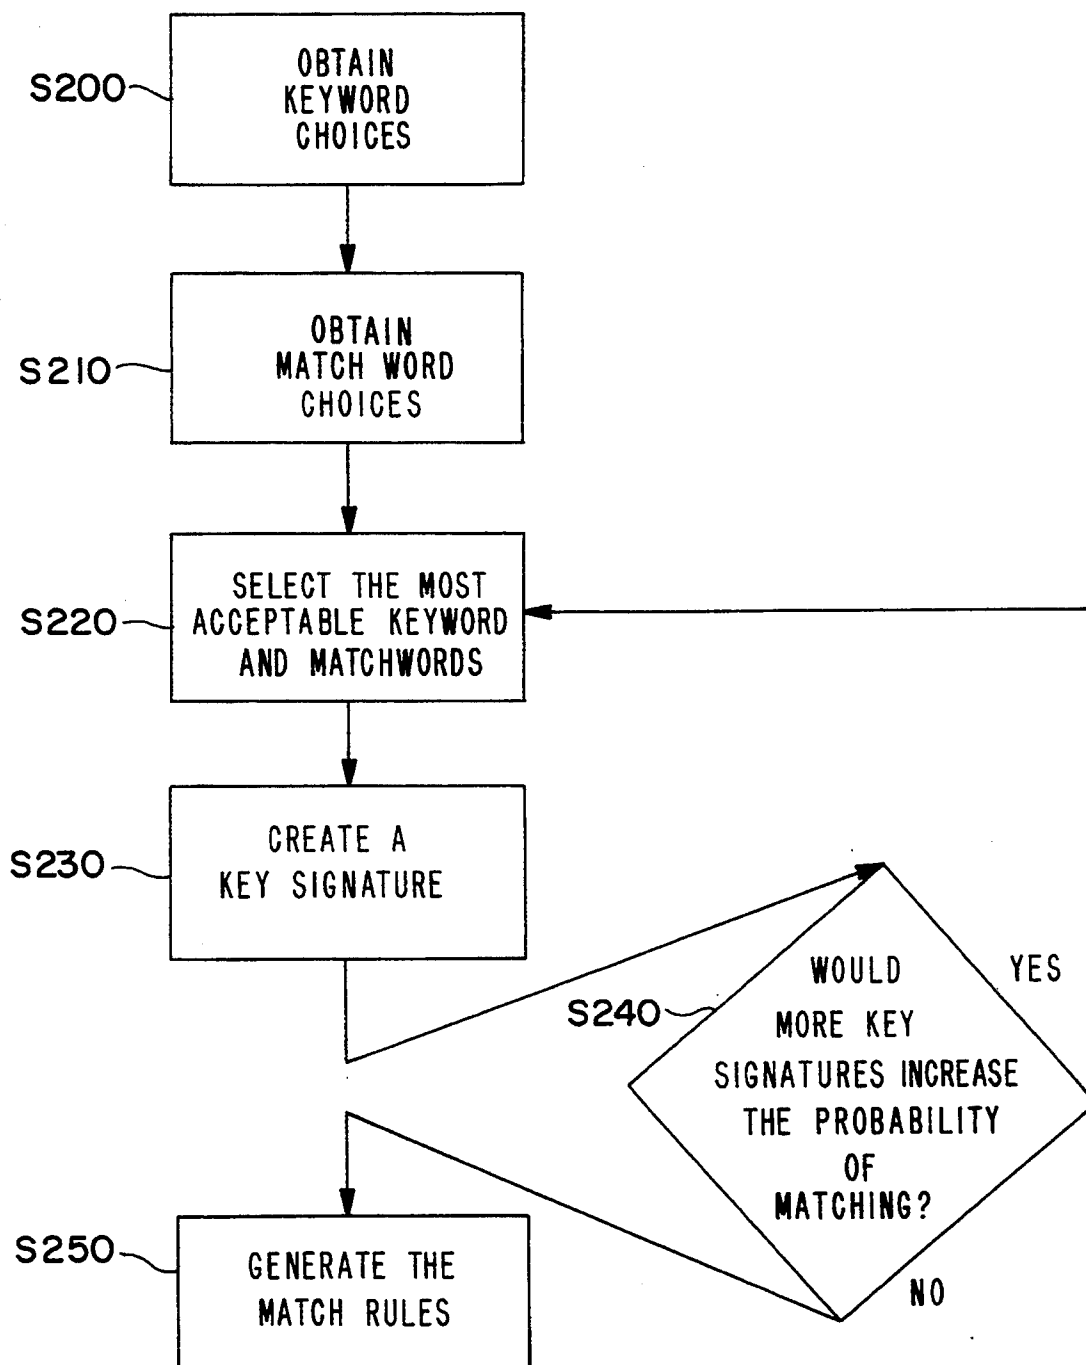 S200
OBTAIN
KEYWORD
CHOICES
S210
OBTAIN
MATCH WORD
CHOICES
S220
SELECT THE MOST
ACCEPTABLE KEYWORD
AND MATCHWORDS
S230
CREATE A
KEY SIGNATURE
S240
WOULD
MORE KEY
SIGNATURES INCREASE
THE PROBABILITY
OF
MATCHING?
YES
NO
S250
GENERATE THE
MATCH RULES